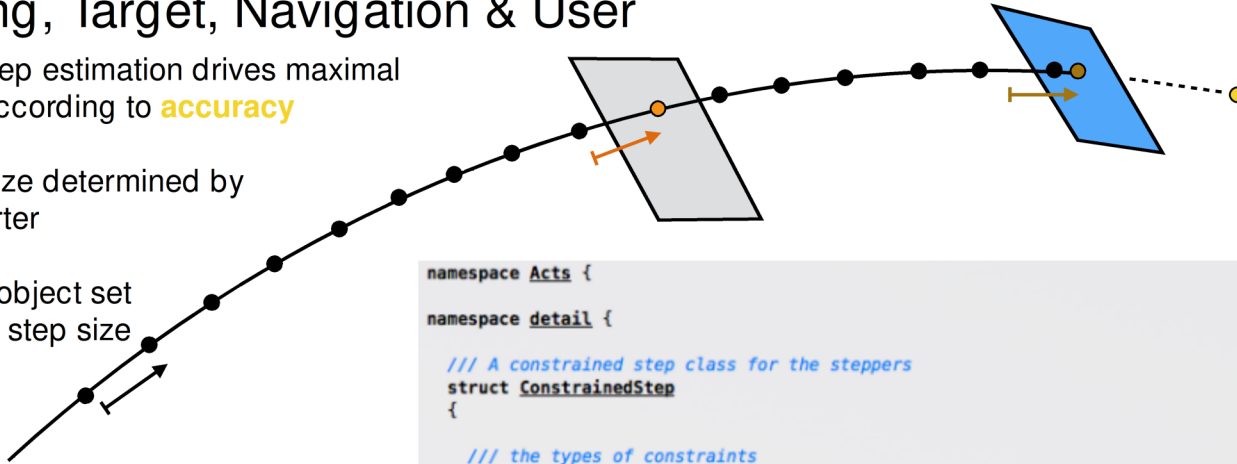 ng, Target, Navigation & User
ep estimation drives maximal
ccording to accuracy
ze determined by
rter
object set
step size
namespace Acts {
namespace detail {
/// A constrained step class for the steppers
struct ConstrainedStep
{
/// the types of constraints